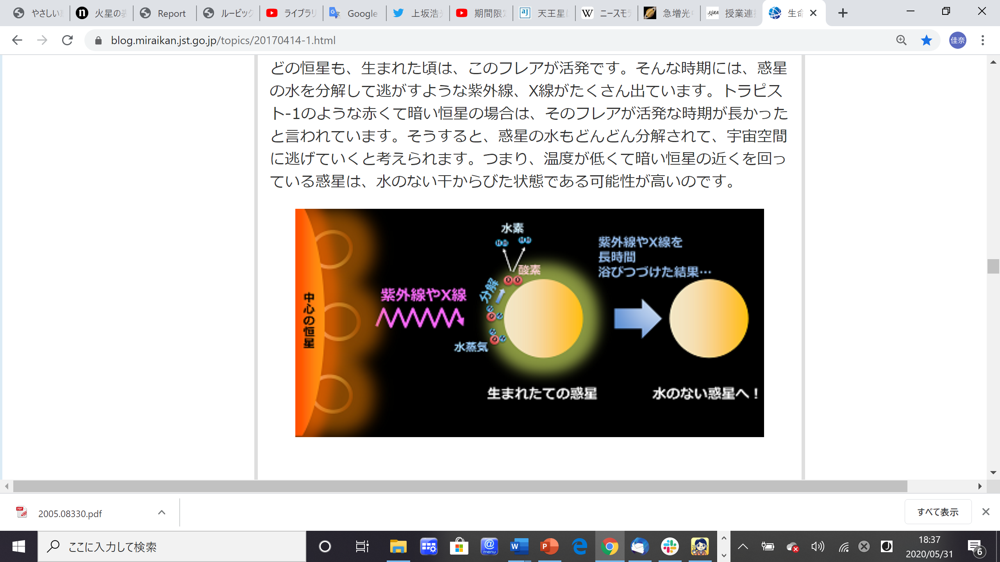 やさしい
火星の
Report
ルービック
ライブラリ
Google
上坂浩
期間限
天王星
ニースモデ
急増光
授業連
生命
blog.miraikan.jst.go.jp/topics/20170414-1.html
佳奈
どの恒星も、生まれた頃は、このフレアが活発です。そんな時期には、惑星
の水を分解して逃がすような紫外線、X線がたくさん出ています。トラピス
ト-1のような赤くて暗い恒星の場合は、そのフレアが活発な時期が長かった
と言われています。そうすると、惑星の水もどんどん分解されて、宇宙空間
に逃げていくと考えられます。つまり、温度が低くて暗い恒星の近くを回っ
ている惑星は、水のない干からびた状態である可能性が高いのです。
中心の恒星
紫外線やX線
水素
酸素
分解
水蒸気
生まれたての惑星
紫外線やX線を
長時間
浴びつづけた結果…
水のない惑星へ！
2005.08330.pdf
すべて表示
ここに入力して検索
18:37
2020/05/31
6